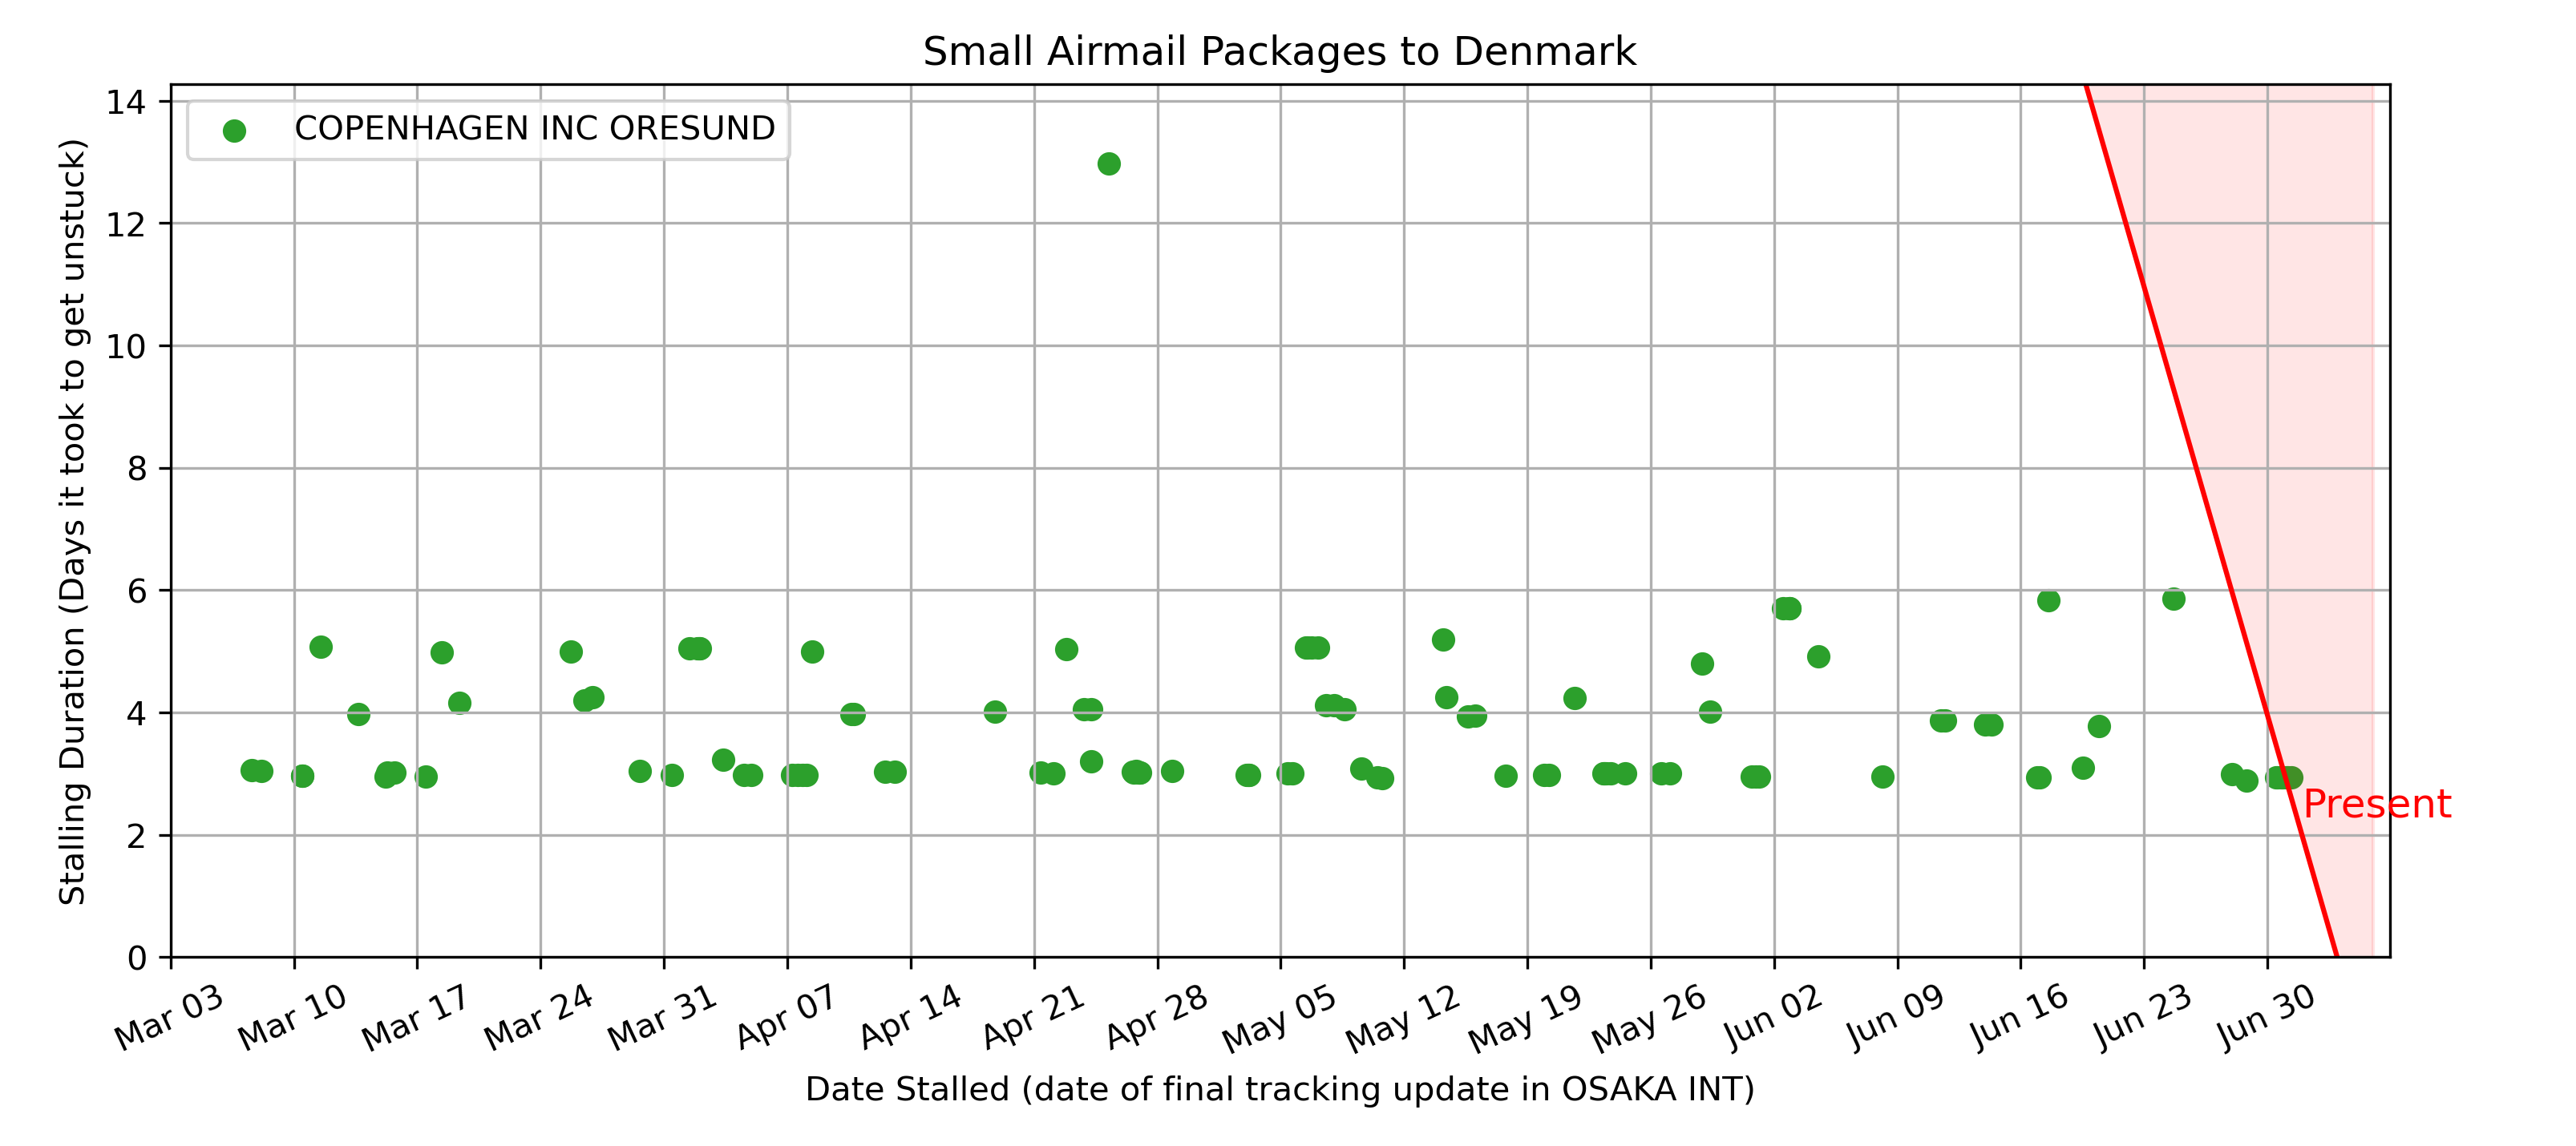 Small Airmail Packages to Denmark
COPENHAGEN INC ORESUND
Stalling Duration (Days it took to get unstuck)
14
12
10
8
6
4
2
0
Present
Mar 03
Mar 10
Mar 17
Mar 24
Mar 31
Apr 07
Apr 14
Apr 21
Apr 28
May 05
May 12
May 19
May 26
Jun 02
Jun 09
Jun 16
Jun 23
Jun 30
Date Stalled (date of final tracking update in OSAKA INT)